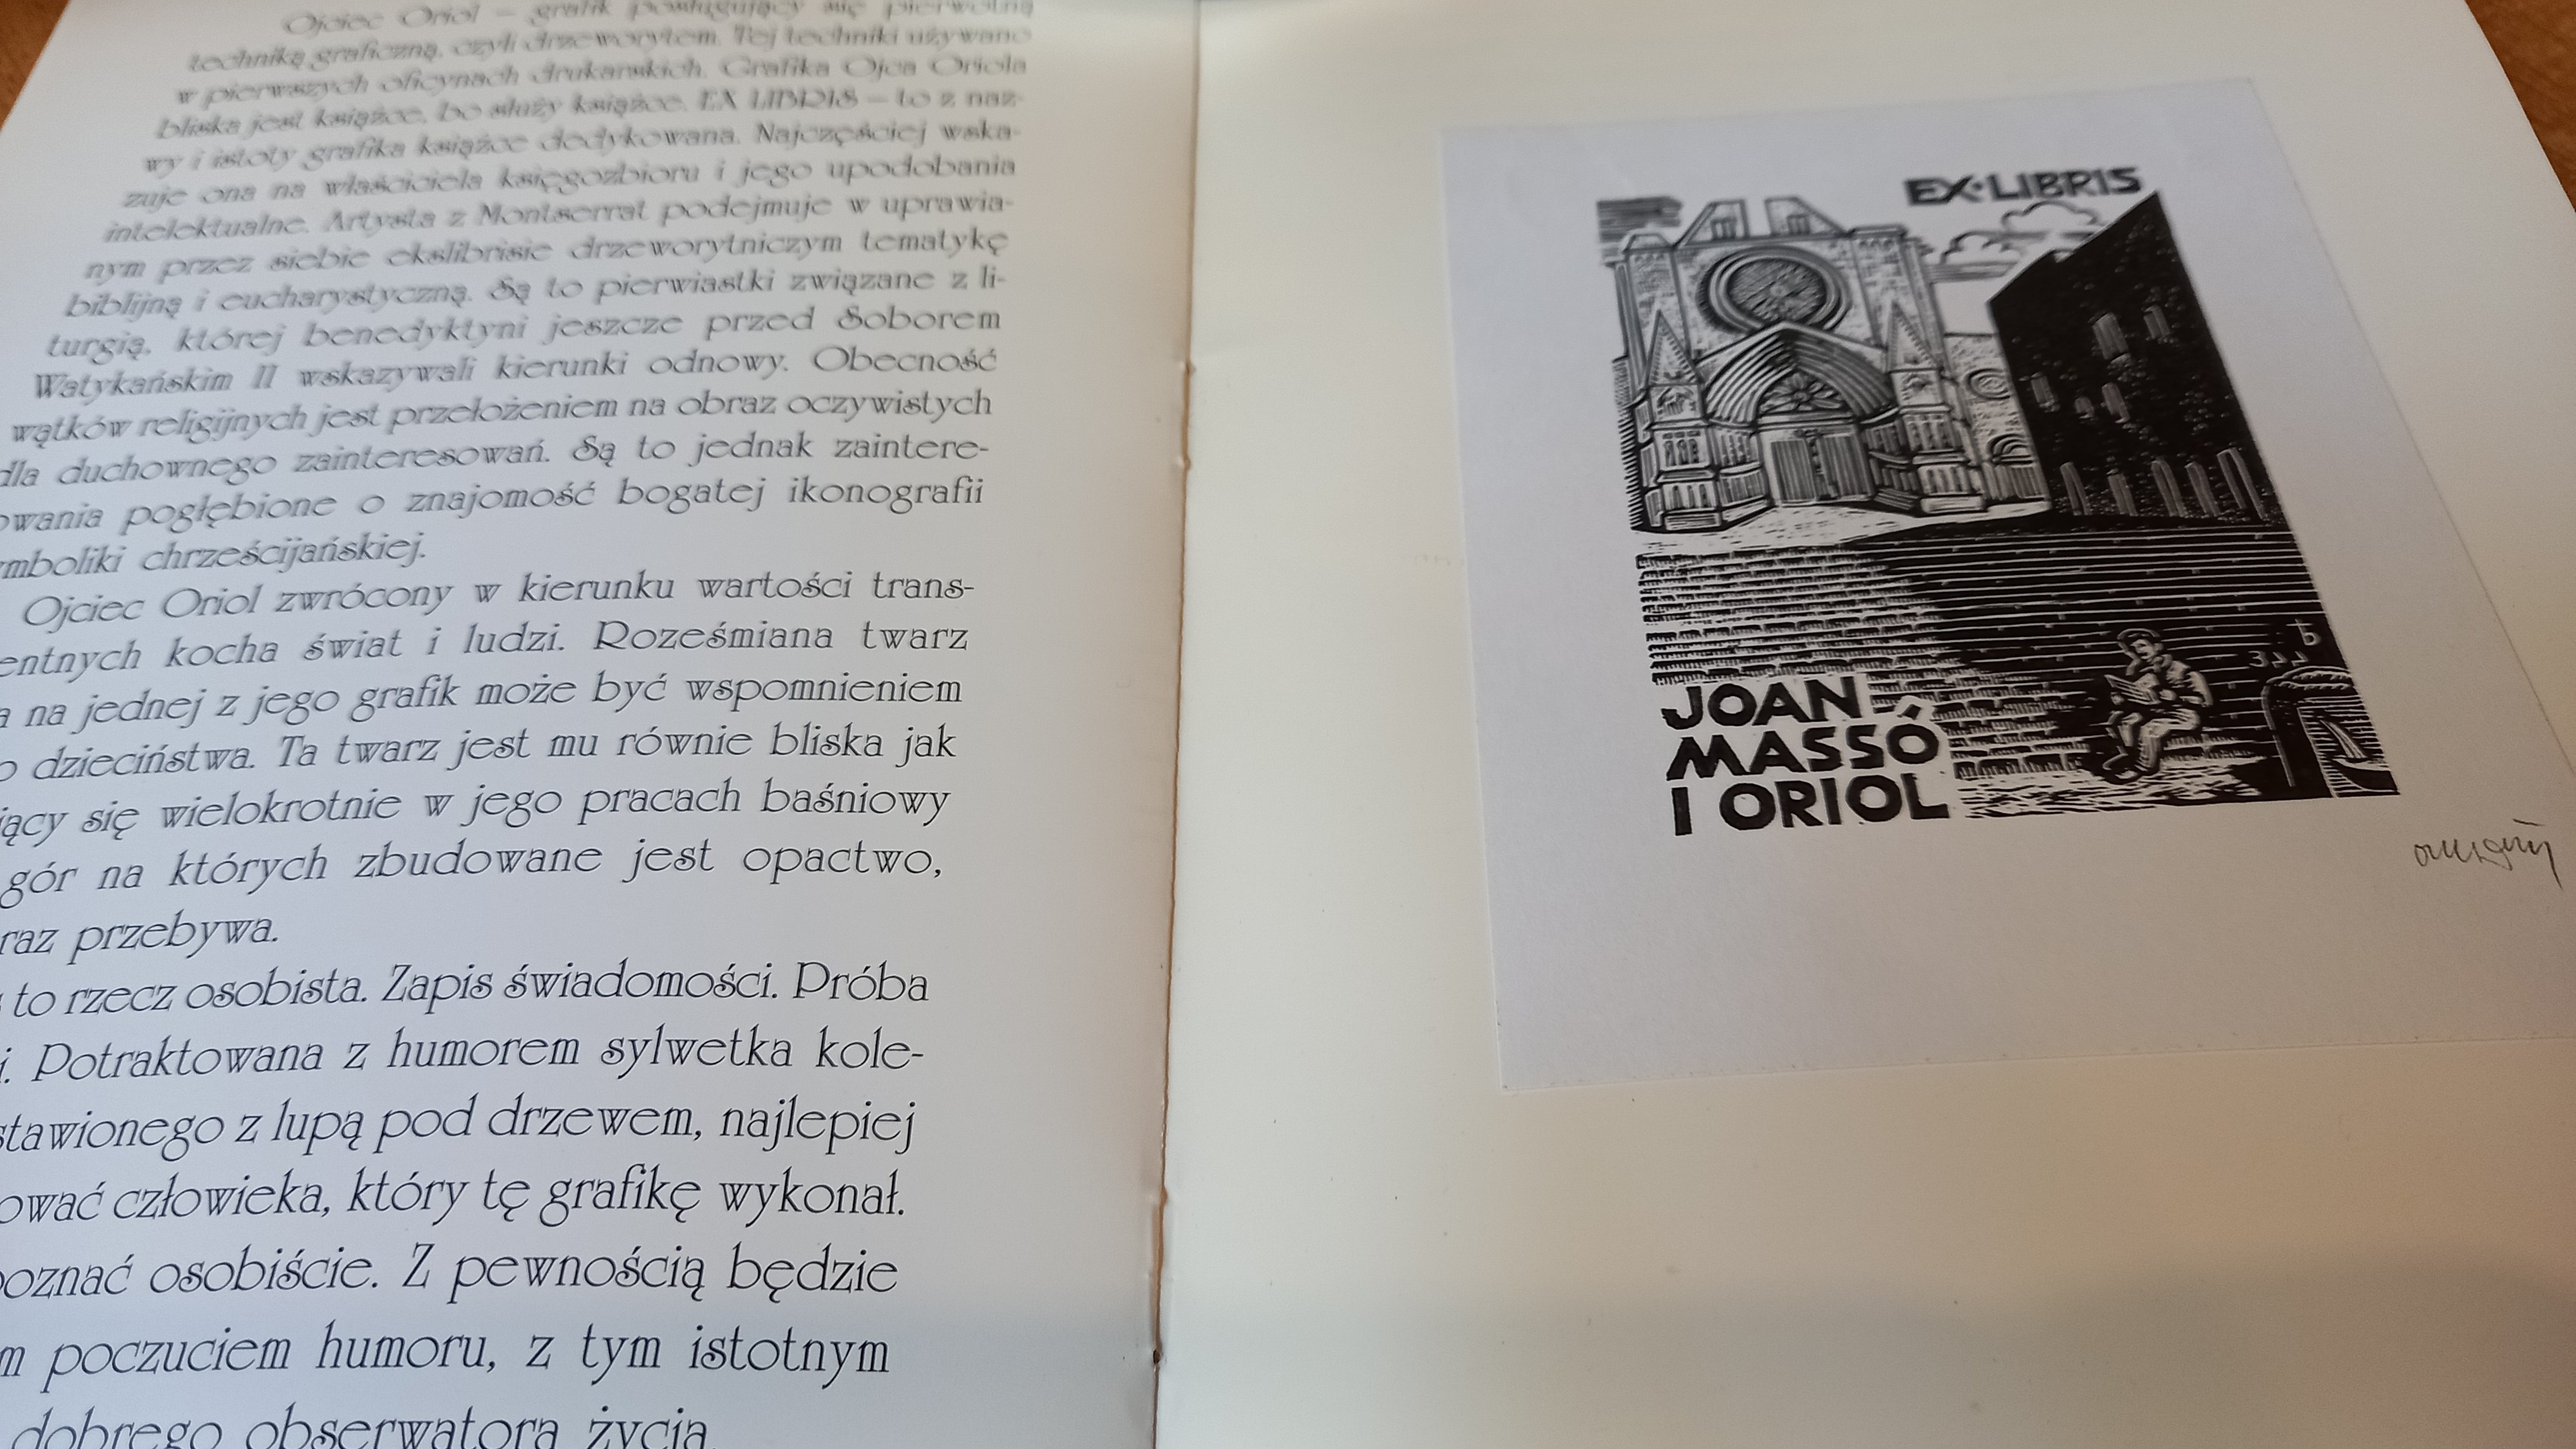 Ojciec Oriol – grafik posługujący się pierwotną
techniką graficzną, czyli drzeworytem. Tej techniki używano
w pierwszych oficynach drukarskich. Grafika Ojca Oriola
bliska jest książce, bo służy książce. EX LIBRIS – to z naz-
wy i istoty grafika książce dedykowana. Najczęściej wska-
zuje ona na właściciela księgozbioru i jego upodobania
intelektualne. Artysta z Montserrat podejmuje w uprawia-
nym przez siebie ekslibrisie drzeworytniczym tematykę
biblijną i eucharystyczną. Są to pierwiastki związane z li-
turgią, której benedyktyni jeszcze przed Soborem
Watykańskim II wskazywali kierunki odnowy. Obecność
wątków religijnych jest przełożeniem na obraz oczywistych
dla duchownego zainteresowań. Są to jednak zaintere-
owania pogłębione o znajomość bogatej ikonografii
mboliki chrześcijańskiej.
Ojciec Oriol zwrócony w kierunku wartości trans-
entnych kocha świat i ludzi. Roześmiana twarz
a na jednej z jego grafik może być wspomnieniem
o dzieciństwa. Ta twarz jest mu równie bliska jak
jący się wielokrotnie w jego pracach baśniowy
gór na których zbudowane jest opactwo,
raz przebywa.
to rzecz osobista. Zapis świadomości. Próba
i. Potraktowana z humorem sylwetka kole-
stawionego z lupą pod drzewem, najlepiej
ować człowieka, który tę grafikę wykonał.
oznać osobiście. Z pewnością będzie
m poczuciem humoru, z tym istotnym
dobrego obserwatora życia.
EX·LIBRIS
JOAN
MASSÓ
I ORIOL